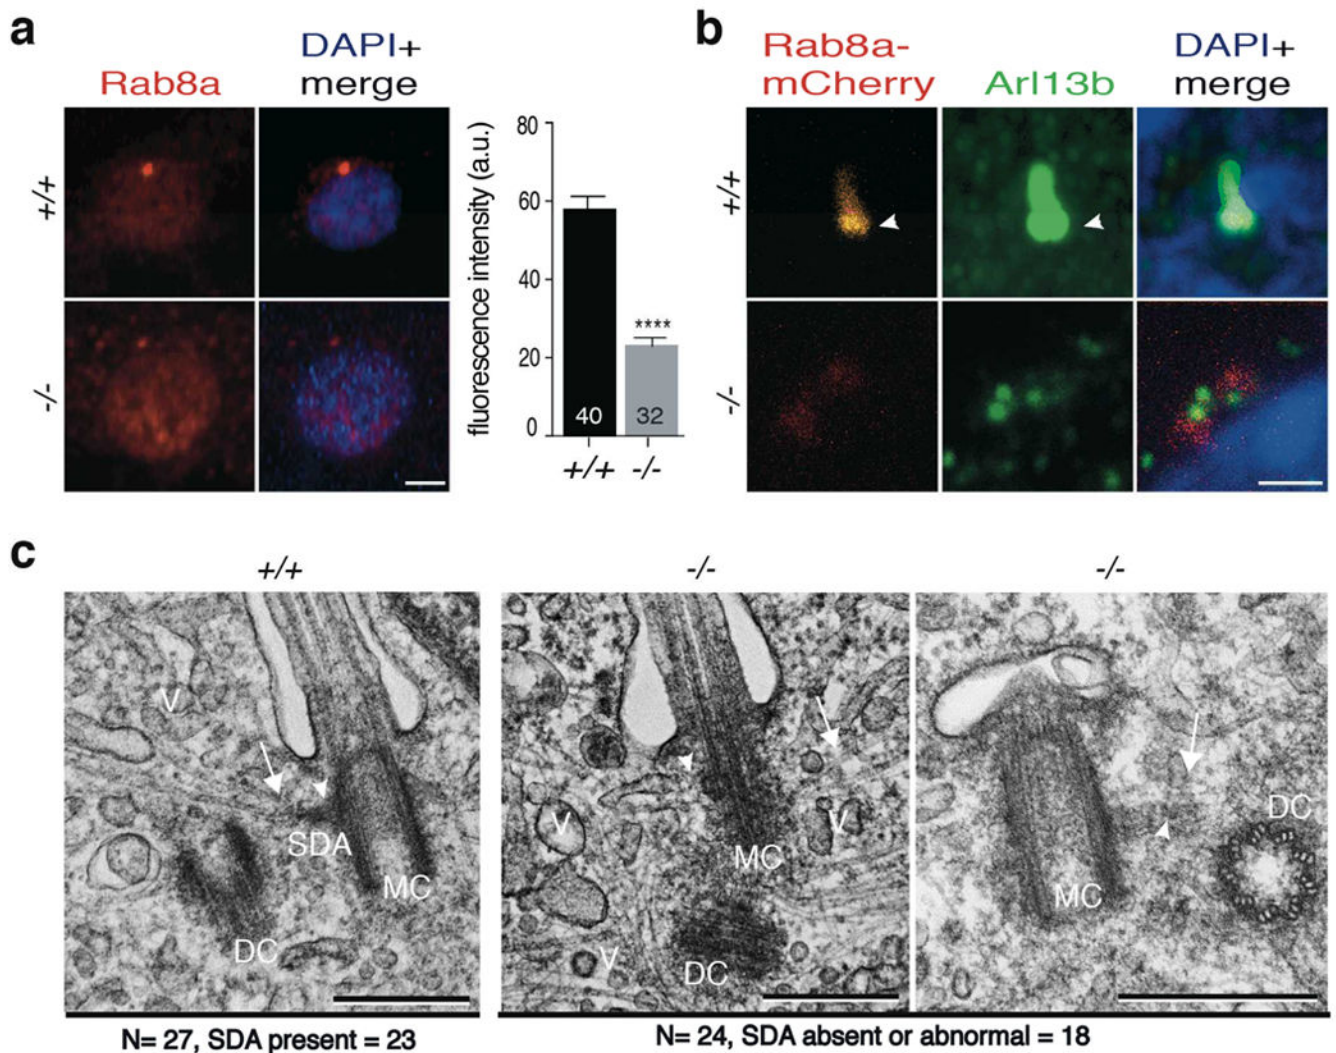 a
Rab8a
DAPI+
merge
+/+
-/-
fluorescence intensity (a.u.)
80
60
40
20
0
****
40
32
+/+
-/-
b
Rab8a-
mCherry
Arl13b
DAPI+
merge
+/+
-/-
c
+/+
-/-
-/-
V
SDA
MC
DC
V
V
MC
V
DC
DC
MC
N= 27, SDA present = 23
N= 24, SDA absent or abnormal = 18